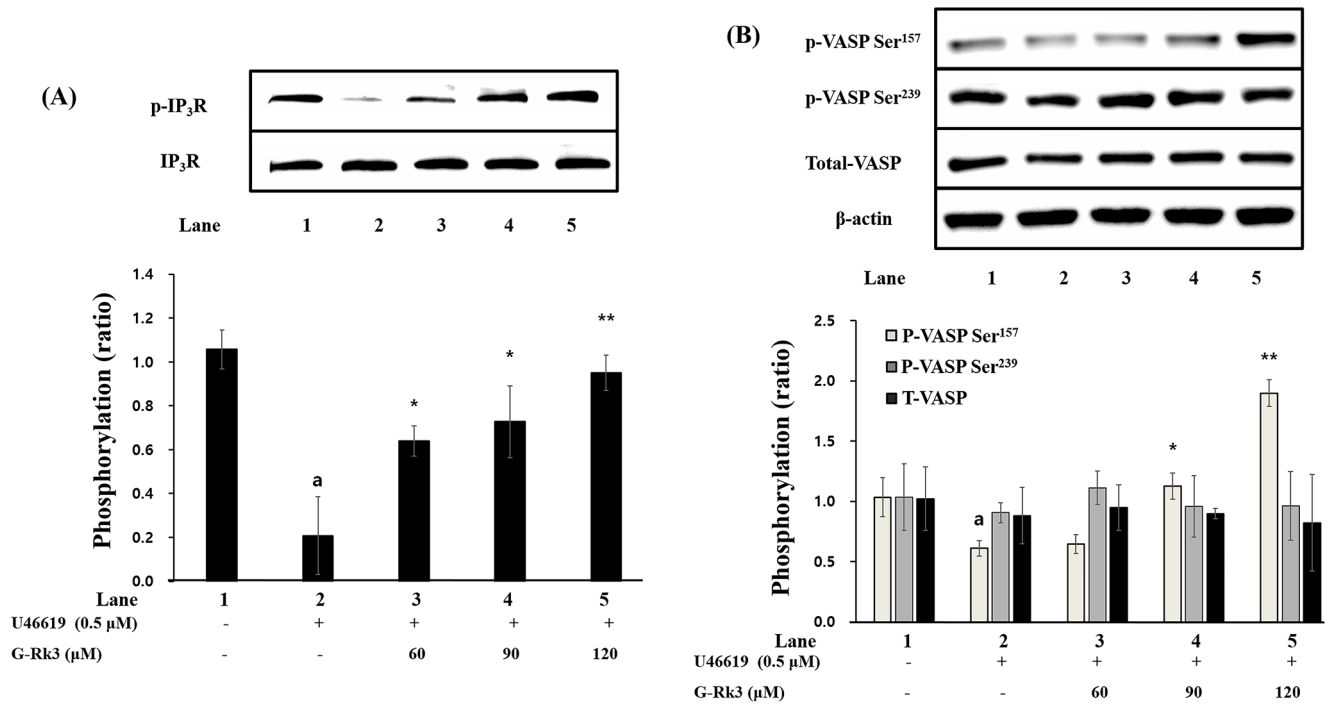 (A)
p-IP₃R
IP₃R
Lane 1 2 3 4 5
Phosphorylation (ratio)
1.4
1.2
1.0
0.8
0.6
0.4
0.2
0.0
a
*
*
**
Lane 1 2 3 4 5
U46619 (0.5 μM) - + + + +
G-Rk3 (μM) - - 60 90 120
(B)
p-VASP Ser¹⁵⁷
p-VASP Ser²³⁹
Total-VASP
β-actin
Lane 1 2 3 4 5
Phosphorylation (ratio)
2.5
2.0
1.5
1.0
0.5
0.0
P-VASP Ser¹⁵⁷
P-VASP Ser²³⁹
T-VASP
a
*
**
Lane 1 2 3 4 5
U46619 (0.5 μM) - + + + +
G-Rk3 (μM) - - 60 90 120